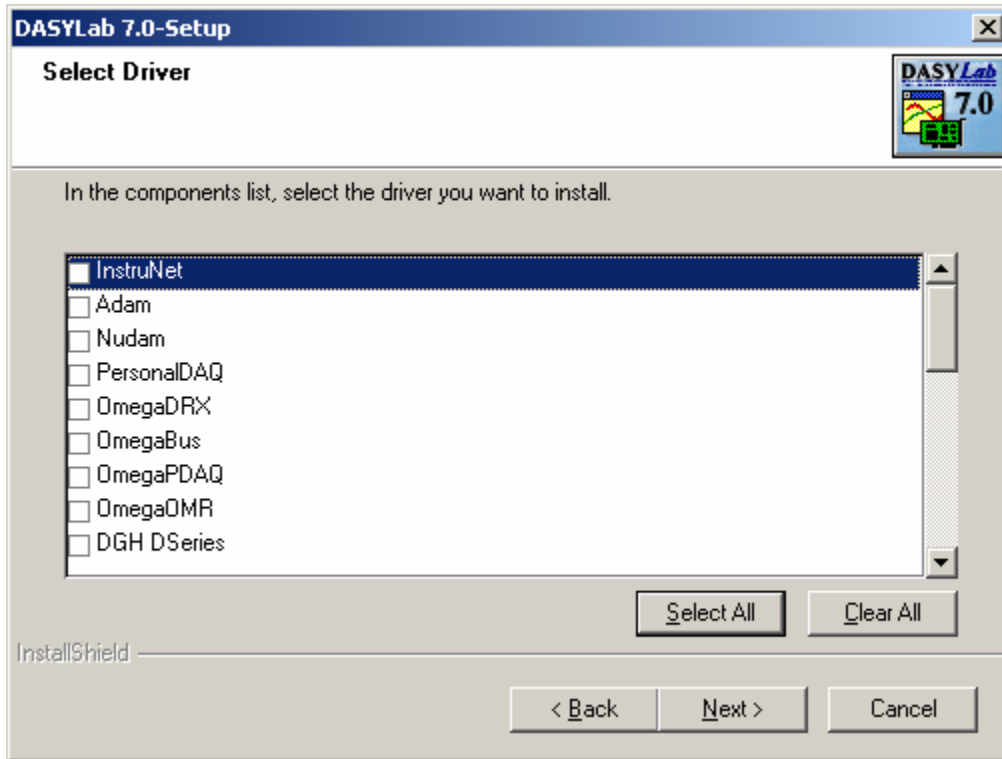 DASYLab 7.0-Setup
Select Driver
DASYLab
7.0
In the components list, select the driver you want to install.
InstruNet
Adam
Nudam
PersonalDAQ
OmegaDRX
OmegaBus
OmegaPDAQ
OmegaOMR
DGH DSeries
Select All
Clear All
InstallShield
< Back
Next >
Cancel